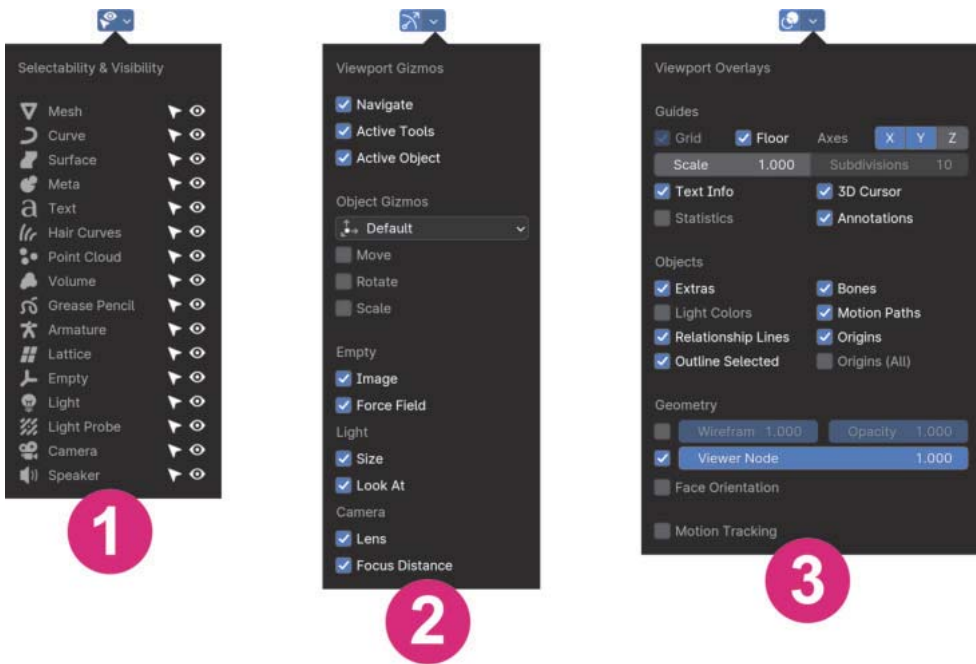 Selectability & Visibility
Mesh
Curve
Surface
Meta
Text
Hair Curves
Point Cloud
Volume
Grease Pencil
Armature
Lattice
Empty
Light
Light Probe
Camera
Speaker
1
Viewport Gizmos
Navigate
Active Tools
Active Object
Object Gizmos
Default
Move
Rotate
Scale
Empty
Image
Force Field
Light
Size
Look At
Camera
Lens
Focus Distance
2
Viewport Overlays
Guides
Grid Floor Axes X Y Z
Scale 1.000 Subdivisions 10
Text Info 3D Cursor
Statistics Annotations
Objects
Extras Bones
Light Colors Motion Paths
Relationship Lines Origins
Outline Selected Origins (All)
Geometry
Wirefram 1.000 Opacity 1.000
Viewer Node 1.000
Face Orientation
Motion Tracking
3